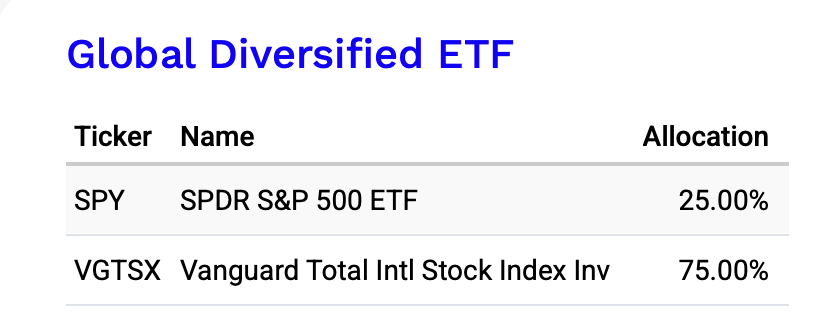 Global Diversified ETF
Ticker Name Allocation
SPY SPDR S&P 500 ETF 25.00%
VGTSX Vanguard Total Intl Stock Index Inv 75.00%